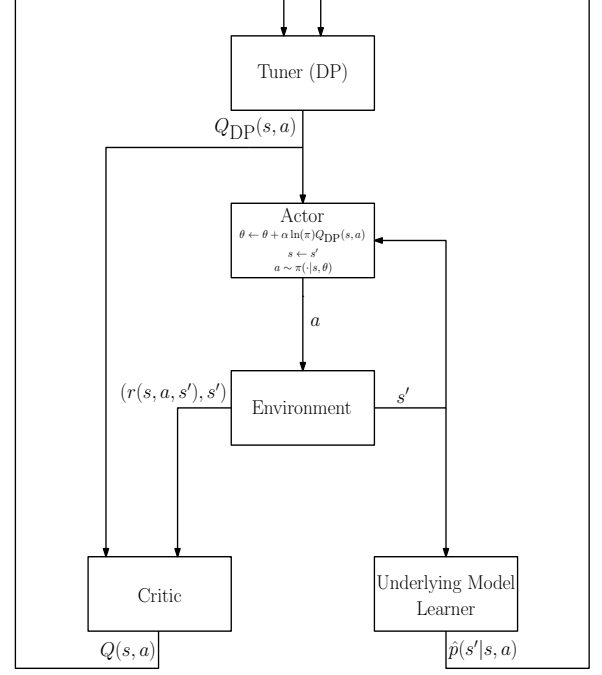 Tuner (DP)
Q_DP(s, a)
Actor
θ ← θ + α ln(π)Q_DP(s, a)
s ← s′
a ∼ π(·|s, θ)
a
(r(s, a, s′), s′)
Environment
s′
Critic
Underlying Model
Learner
Q(s, a)
p̂(s′|s, a)